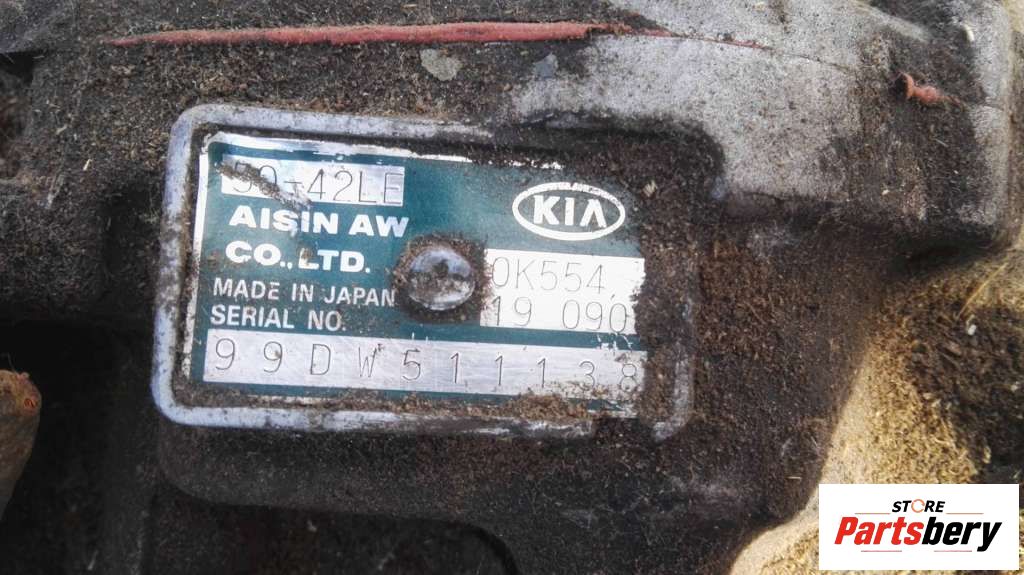 50-42LE
AISIN AW
CO., LTD.
MADE IN JAPAN
SERIAL NO.
KIA
0K554
19 090
99DW511138
STORE
Partsbery